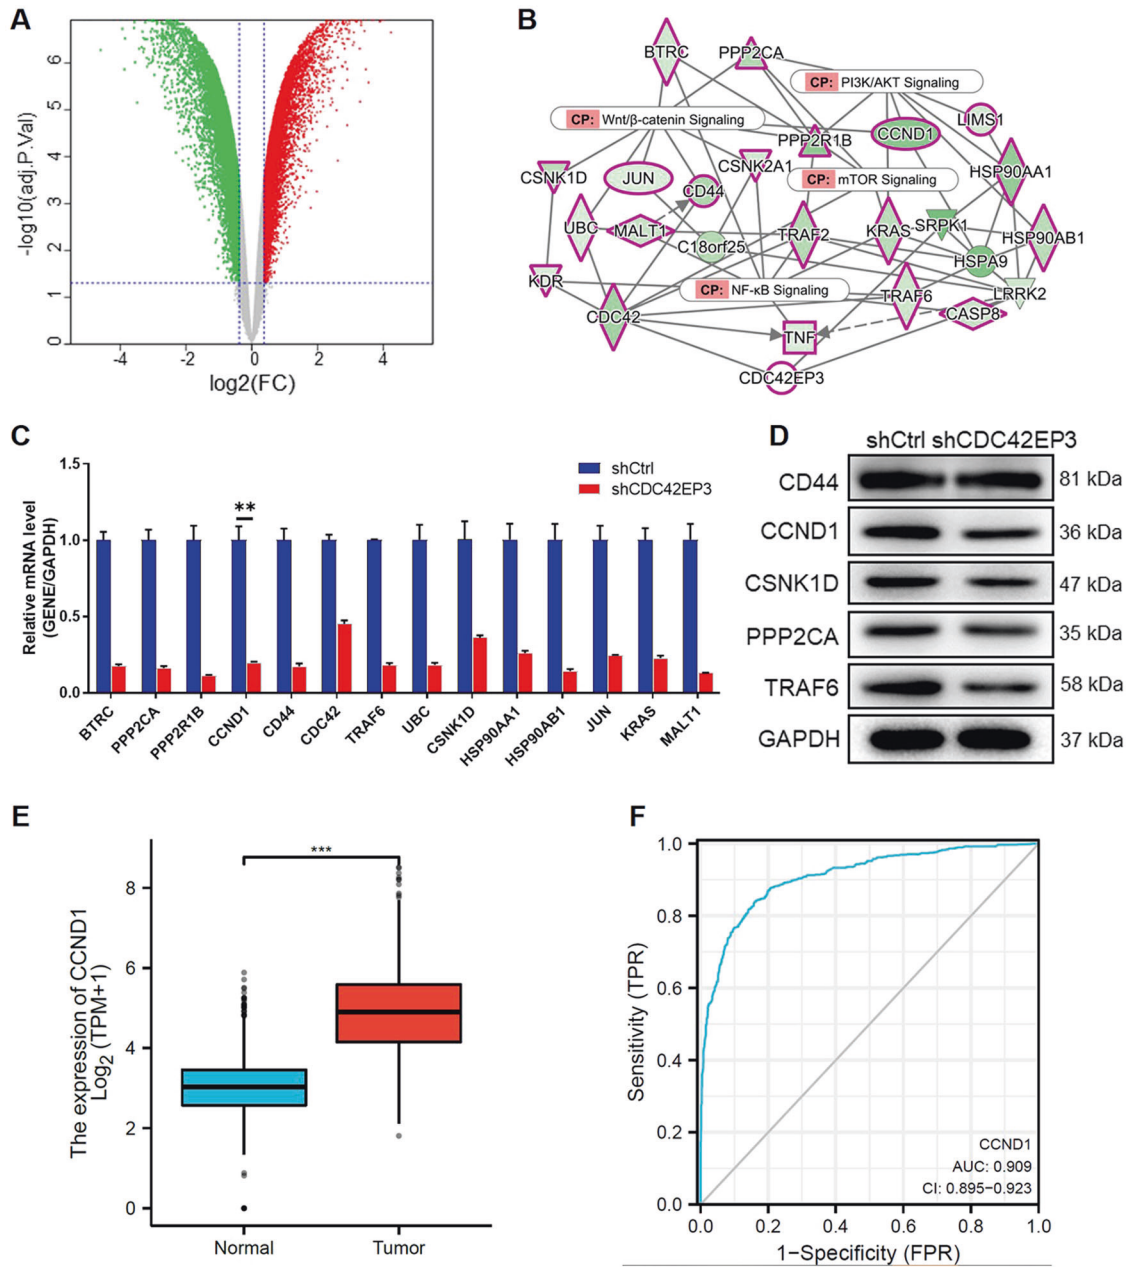 A
-log10(adj.P.Val)
6
5
4
3
2
1
0
-4
-2
0
2
4
log2(FC)
B
BTRC
PPP2CA
CP: PI3K/AKT Signaling
CP: Wnt/β-catenin Signaling
LIMS1
PPP2R1B
CCND1
CSNK2A1
CSNK1D
JUN
CD44
CP: mTOR Signaling
HSP90AA1
UBC
MALT1
C18orf25
TRAF2
KRAS
SRPK1
HSP90AB1
HSPA9
KDR
CP: NF-κB Signaling
TRAF6
LRRK2
CDC42
CASP8
TNF
CDC42EP3
C
Relative mRNA level
(GENE/GAPDH)
1.5
1.0
0.5
0.0
shCtrl
shCDC42EP3
**
BTRC
PPP2CA
PPP2R1B
CCND1
CD44
CDC42
TRAF6
UBC
CSNK1D
HSP90AA1
HSP90AB1
JUN
KRAS
MALT1
D
shCtrl shCDC42EP3
CD44 81 kDa
CCND1 36 kDa
CSNK1D 47 kDa
PPP2CA 35 kDa
TRAF6 58 kDa
GAPDH 37 kDa
E
The expression of CCND1
Log2 (TPM+1)
8
6
4
2
0
***
Normal
Tumor
F
Sensitivity (TPR)
1.0
0.8
0.6
0.4
0.2
0.0
CCND1
AUC: 0.909
CI: 0.895−0.923
0.0
0.2
0.4
0.6
0.8
1.0
1−Specificity (FPR)